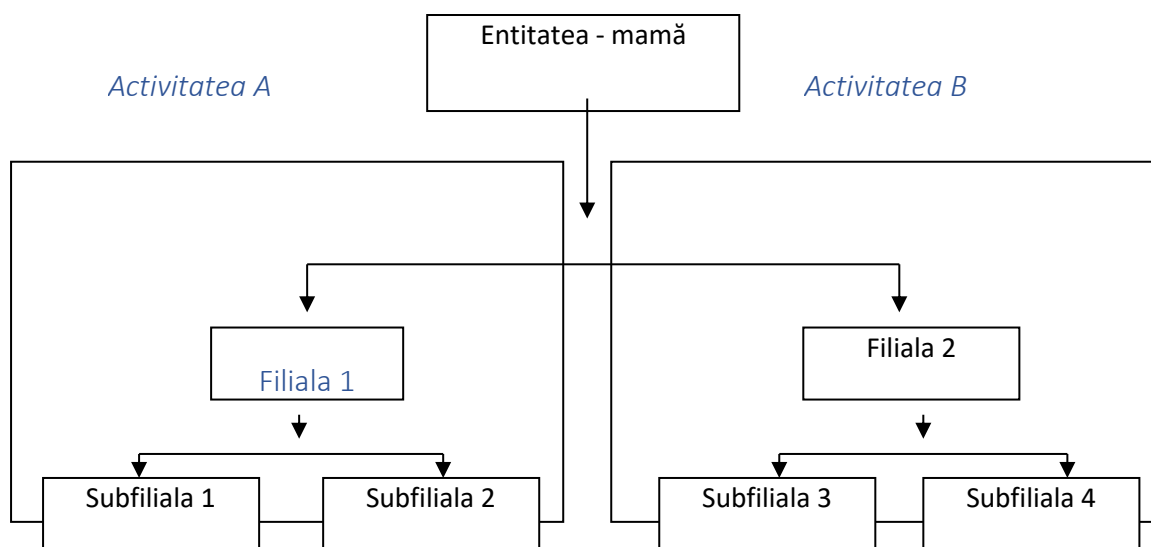 Entitatea - mamă
Activitatea A
Activitatea B
Filiala 1
Filiala 2
Subfiliala 1
Subfiliala 2
Subfiliala 3
Subfiliala 4